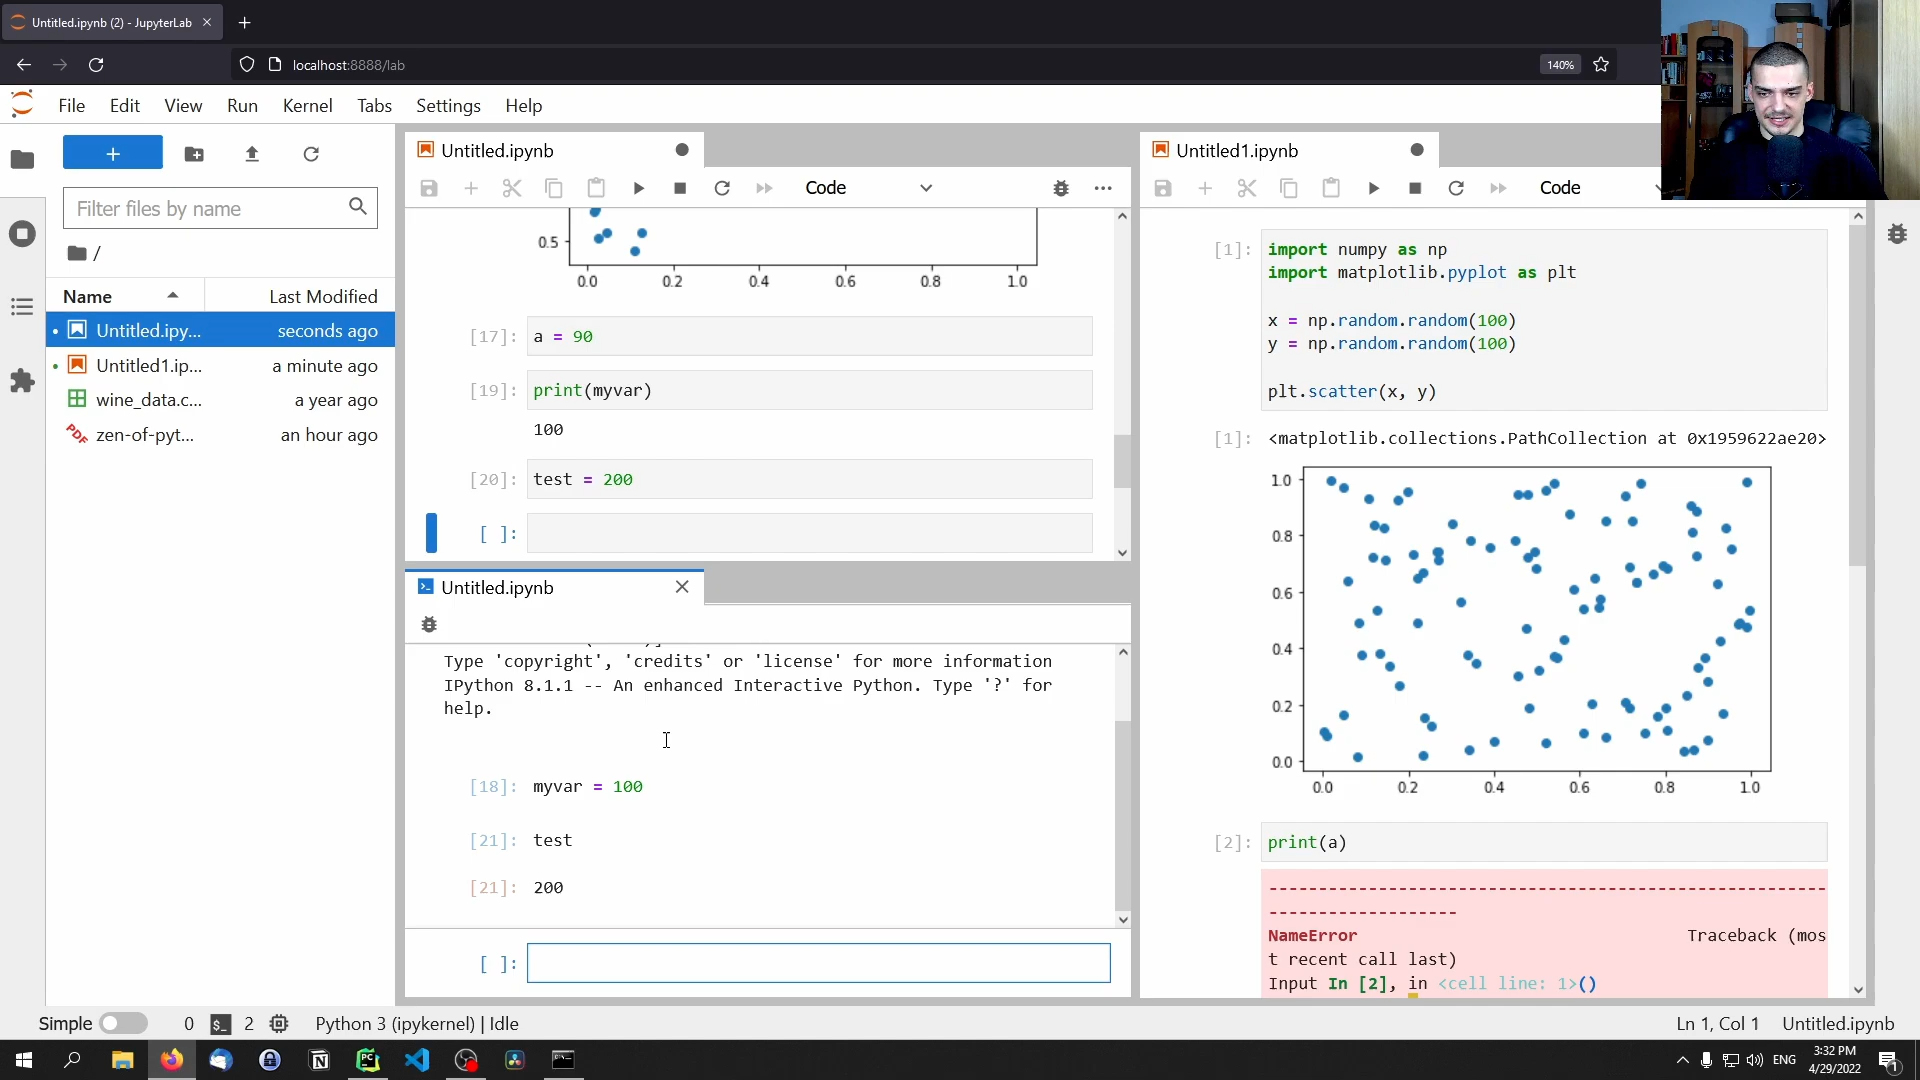 Untitled.ipynb (2) - JupyterLab
localhost:8888/lab
140%
File Edit View Run Kernel Tabs Settings Help
Filter files by name
/
Name Last Modified
Untitled.ipy... seconds ago
Untitled1.ip... a minute ago
wine_data.c... a year ago
PDF zen-of-pyt... an hour ago
Untitled.ipynb
Code
0.5
0.0 0.2 0.4 0.6 0.8 1.0
[17]: a = 90
[19]: print(myvar)
100
[20]: test = 200
[ ]:
Untitled.ipynb
Type 'copyright', 'credits' or 'license' for more information
IPython 8.1.1 -- An enhanced Interactive Python. Type '?' for
help.
[18]: myvar = 100
[21]: test
[21]: 200
[ ]:
Untitled1.ipynb
Code
[1]: import numpy as np
import matplotlib.pyplot as plt
x = np.random.random(100)
y = np.random.random(100)
plt.scatter(x, y)
[1]: <matplotlib.collections.PathCollection at 0x1959622ae20>
1.0
0.8
0.6
0.4
0.2
0.0
0.0 0.2 0.4 0.6 0.8 1.0
[2]: print(a)
---------------------------------------------------------------------------
NameError Traceback (mos
t recent call last)
Input In [2], in <cell line: 1>()
Simple 0 $_ 2 Python 3 (ipykernel) | Idle
Ln 1, Col 1 Untitled.ipynb
ENG
3:32 PM
4/29/2022
1